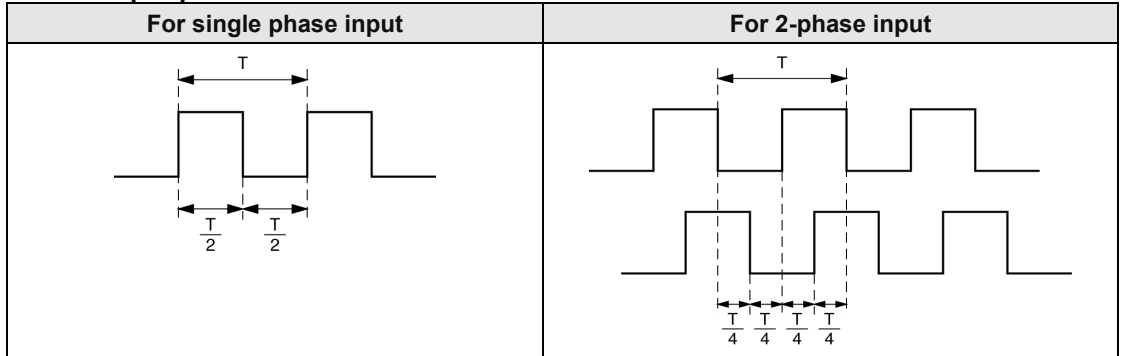 For single phase input
For 2-phase input
T
T/2 T/2
T
T/4 T/4 T/4 T/4